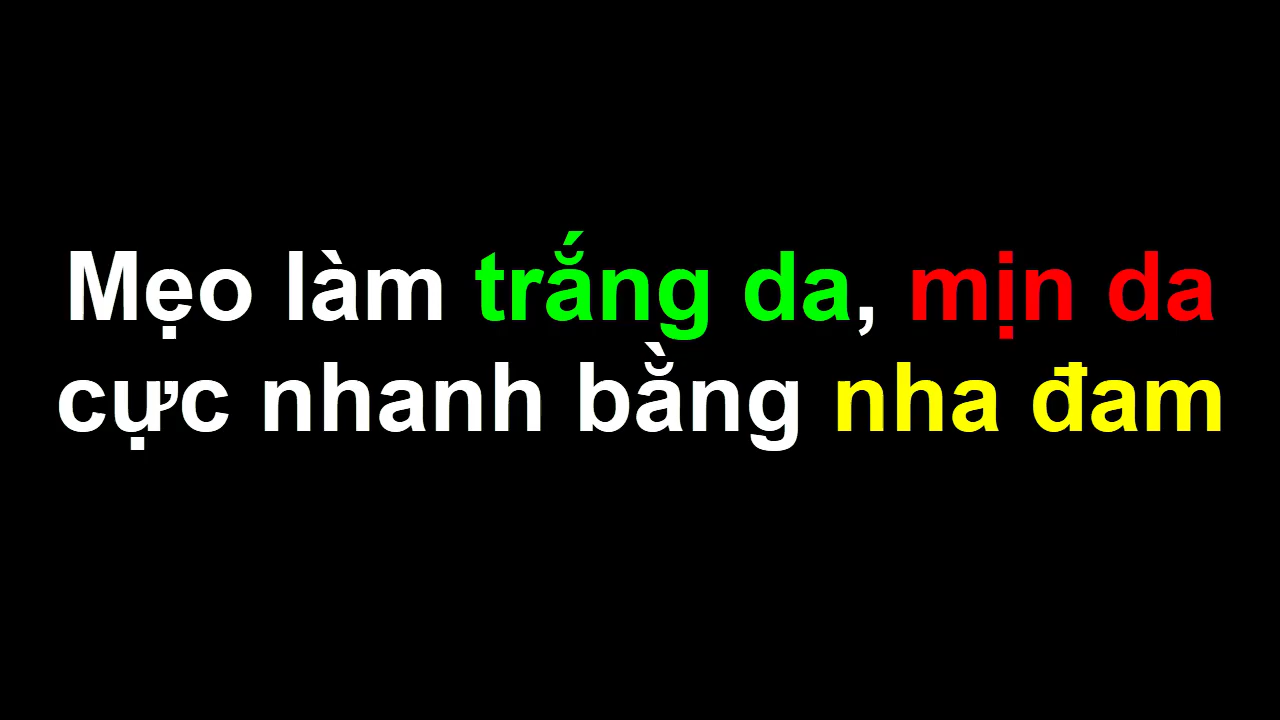 Mẹo làm trắng da, mịn da
cực nhanh bằng nha đam